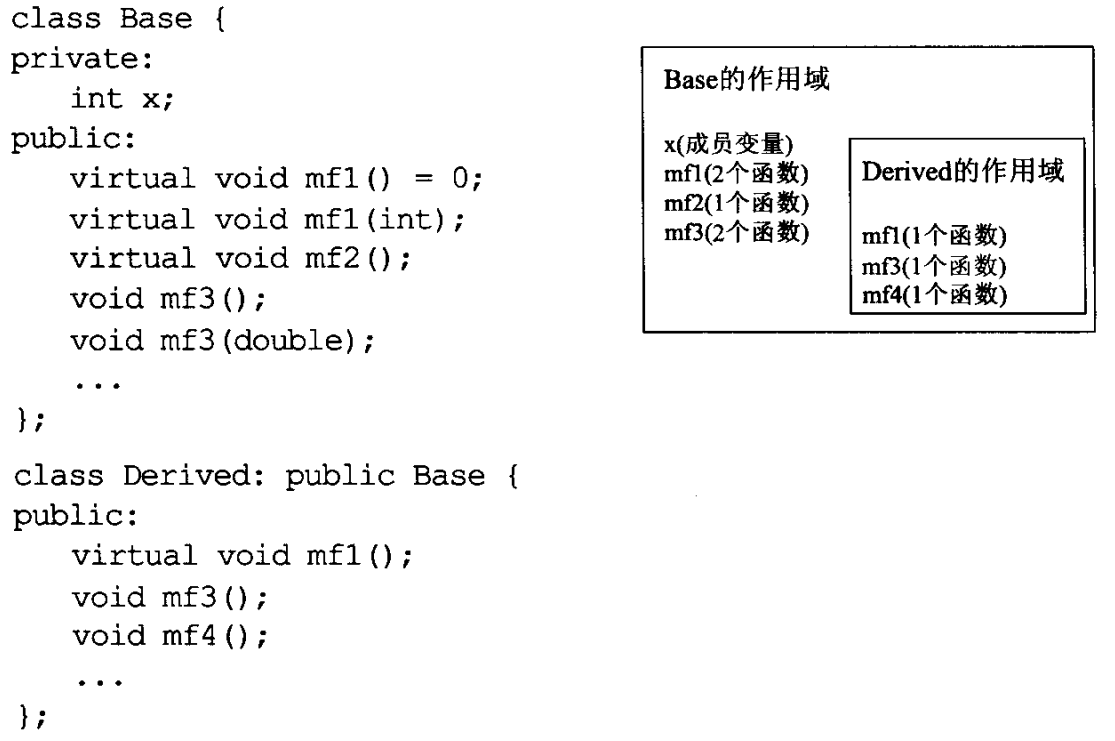 class Base {
private:
int x;
public:
virtual void mf1() = 0;
virtual void mf1(int);
virtual void mf2();
void mf3();
void mf3(double);
...
};
class Derived: public Base {
public:
virtual void mf1();
void mf3();
void mf4();
...
};
Base的作用域
x(成员变量)
mf1(2个函数)
mf2(1个函数)
mf3(2个函数)
Derived的作用域
mf1(1个函数)
mf3(1个函数)
mf4(1个函数)